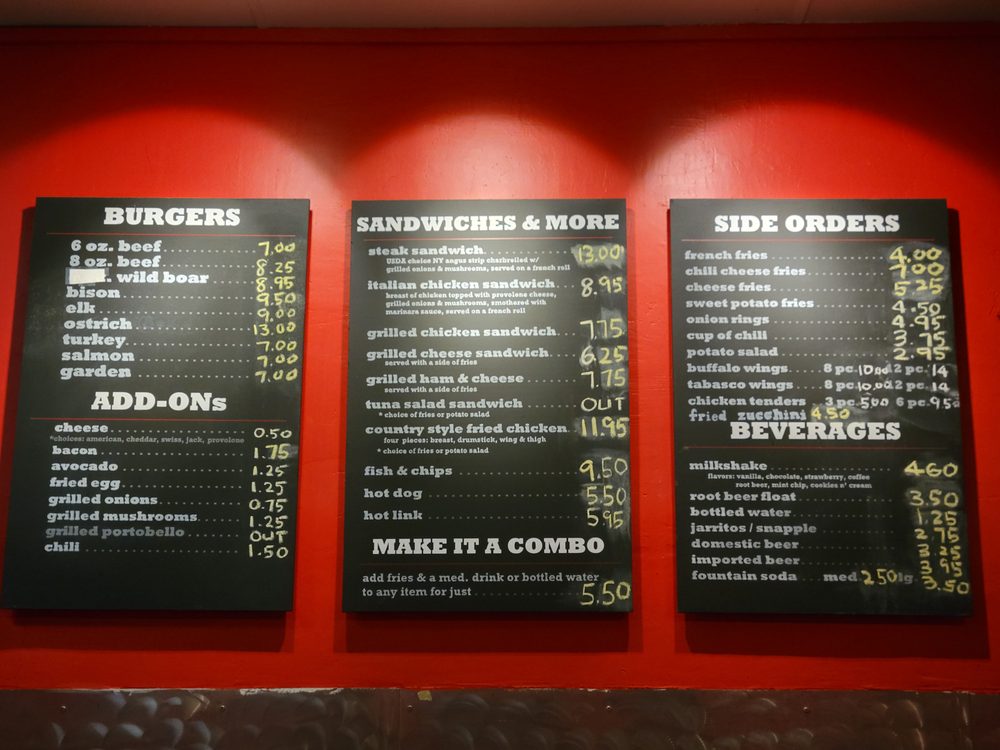 BURGERS
6 oz. beef 7.00
8 oz. beef 8.25
. wild boar 8.95
bison 9.50
elk 9.00
ostrich 13.00
turkey 7.00
salmon 7.00
garden 7.00
ADD-ONs
cheese 0.50
*choices: american, cheddar, swiss, jack, provolone
bacon 1.75
avocado 1.25
fried egg 1.25
grilled onions 0.75
grilled mushrooms 1.25
grilled portobello OUT
chili 1.50
SANDWICHES & MORE
steak sandwich 13.00
USDA choice NY angus strip charbroiled w/
grilled onions & mushrooms, served on a french roll
italian chicken sandwich 8.95
breast of chicken topped with provolone cheese,
grilled onions & mushrooms, smothered with
marinara sauce, served on a french roll
grilled chicken sandwich 7.75
grilled cheese sandwich 6.25
served with a side of fries
grilled ham & cheese 7.75
served with a side of fries
tuna salad sandwich OUT
* choice of fries or potato salad
country style fried chicken 11.95
four pieces: breast, drumstick, wing & thigh
* choice of fries or potato salad
fish & chips 9.50
hot dog 5.50
hot link 5.95
MAKE IT A COMBO
add fries & a med. drink or bottled water
to any item for just 5.50
SIDE ORDERS
french fries 4.00
chili cheese fries 7.00
cheese fries 5.25
sweet potato fries 4.50
onion rings 4.95
cup of chili 3.75
potato salad 2.95
buffalo wings 8 pc. 2 pc. 14
tabasco wings 8 pc. 2 pc. 14
chicken tenders 3 pc. 5.00 6 pc. 9.50
fried zucchini 4.50
BEVERAGES
milkshake 4.60
flavors: vanilla, chocolate, strawberry, coffee
root beer, mint chip, cookies n' cream
root beer float 3.50
bottled water 1.25
jarritos / snapple 2.75
domestic beer
imported beer 3.95
fountain soda med 2.50 lg 3.50